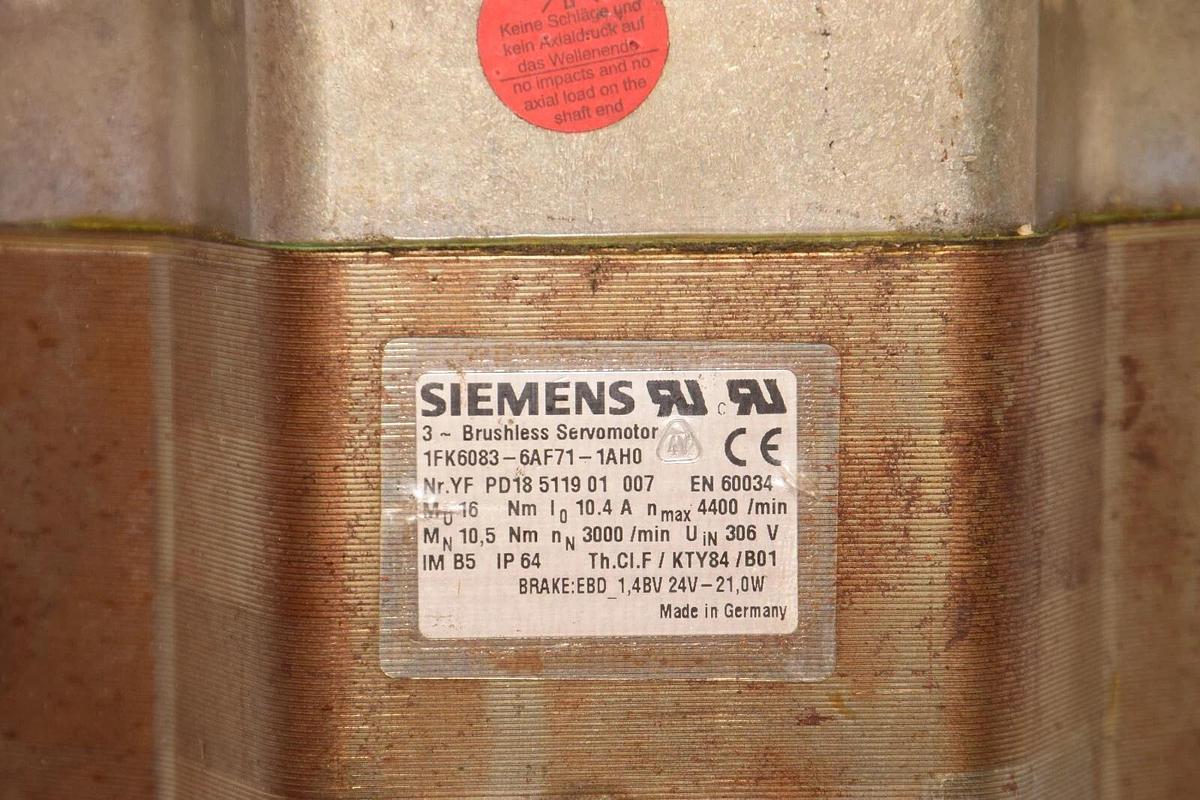 Keine Schläge und
kein Axialdruck auf
das Wellenende
no impacts and no
axial load on the
shaft end
SIEMENS RU c RU
3 ~ Brushless Servomotor
1FK6083-6AF71-1AH0 CE
Nr.YF PD18 5119 01 007 EN 60034
M0 16 Nm I0 10.4 A nmax 4400 /min
MN 10,5 Nm nN 3000 /min UiN 306 V
IM B5 IP 64 Th.Cl.F / KTY84 /B01
BRAKE:EBD_1,4BV 24V-21,0W
Made in Germany